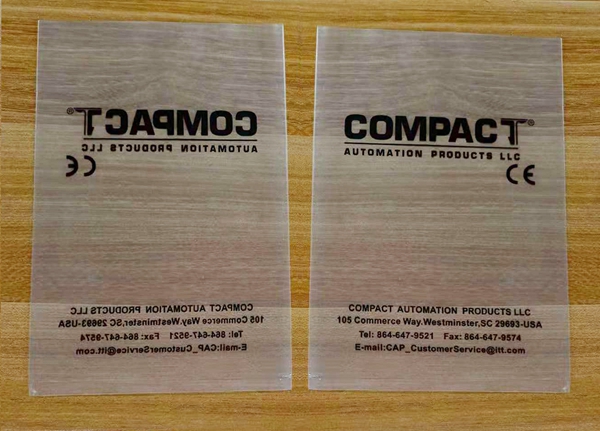 COMPACT®
AUTOMATION PRODUCTS LLC
CE
COMPACT AUTOMATION PRODUCTS LLC
105 Commerce Way.Westminster,SC 29693-USA
Tel: 864-647-9521 Fax: 864-647-9574
E-mail:CAP_CustomerService@itt.com
COMPACT®
AUTOMATION PRODUCTS LLC
CE
COMPACT AUTOMATION PRODUCTS LLC
105 Commerce Way.Westminster,SC 29693-USA
Tel: 864-647-9521 Fax: 864-647-9574
E-mail:CAP_CustomerService@itt.com